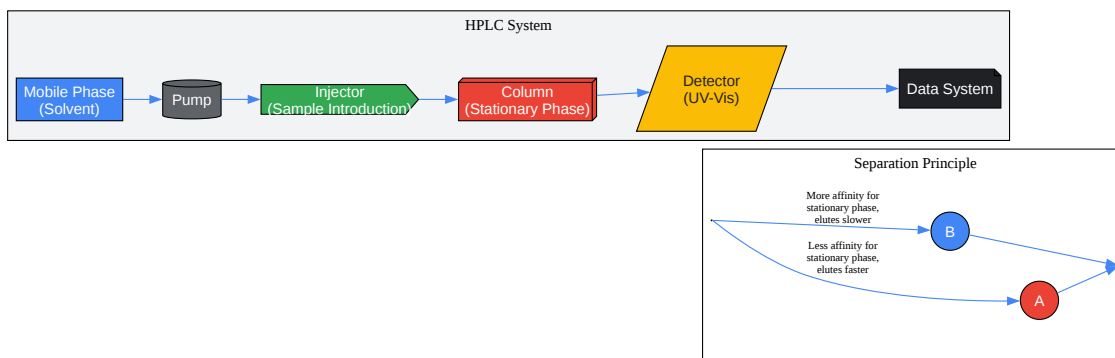 HPLC System
Mobile Phase
(Solvent)
Pump
Injector
(Sample Introduction)
Column
(Stationary Phase)
Detector
(UV-Vis)
Data System
Separation Principle
More affinity for
stationary phase,
elutes slower
B
Less affinity for
stationary phase,
elutes faster
A